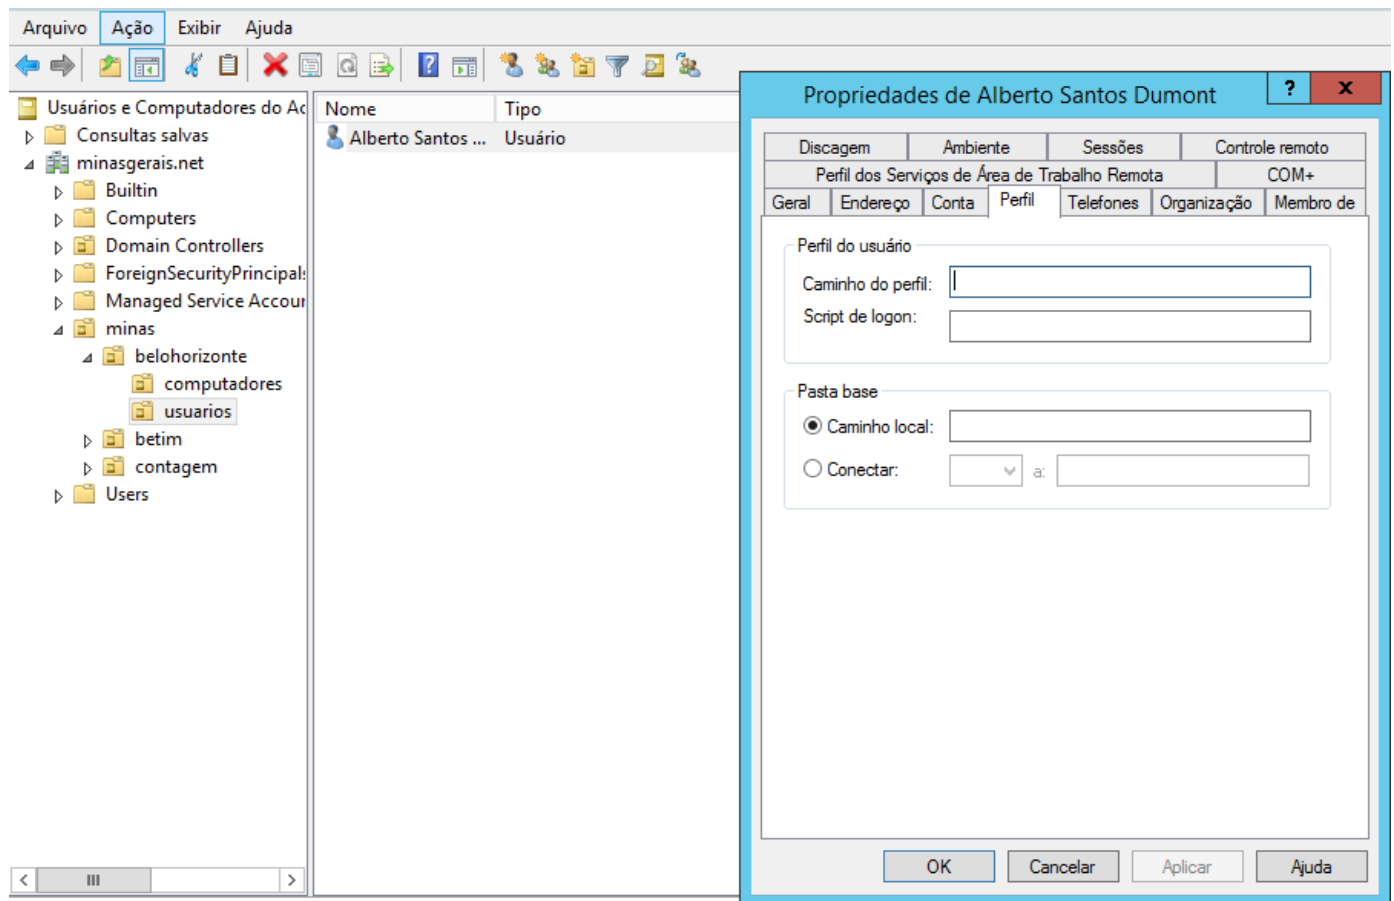 Arquivo Ação Exibir Ajuda
Usuários e Computadores do Ac
Consultas salvas
minasgerais.net
Builtin
Computers
Domain Controllers
ForeignSecurityPrincipals
Managed Service Accour
minas
belohorizonte
computadores
usuarios
betim
contagem
Users
Nome Tipo
Alberto Santos ... Usuário
Propriedades de Alberto Santos Dumont ? x
Discagem Ambiente Sessões Controle remoto
Perfil dos Serviços de Área de Trabalho Remota COM+
Geral Endereço Conta Perfil Telefones Organização Membro de
Perfil do usuário
Caminho do perfil:
Script de logon:
Pasta base
Caminho local:
Conectar: a:
OK Cancelar Aplicar Ajuda